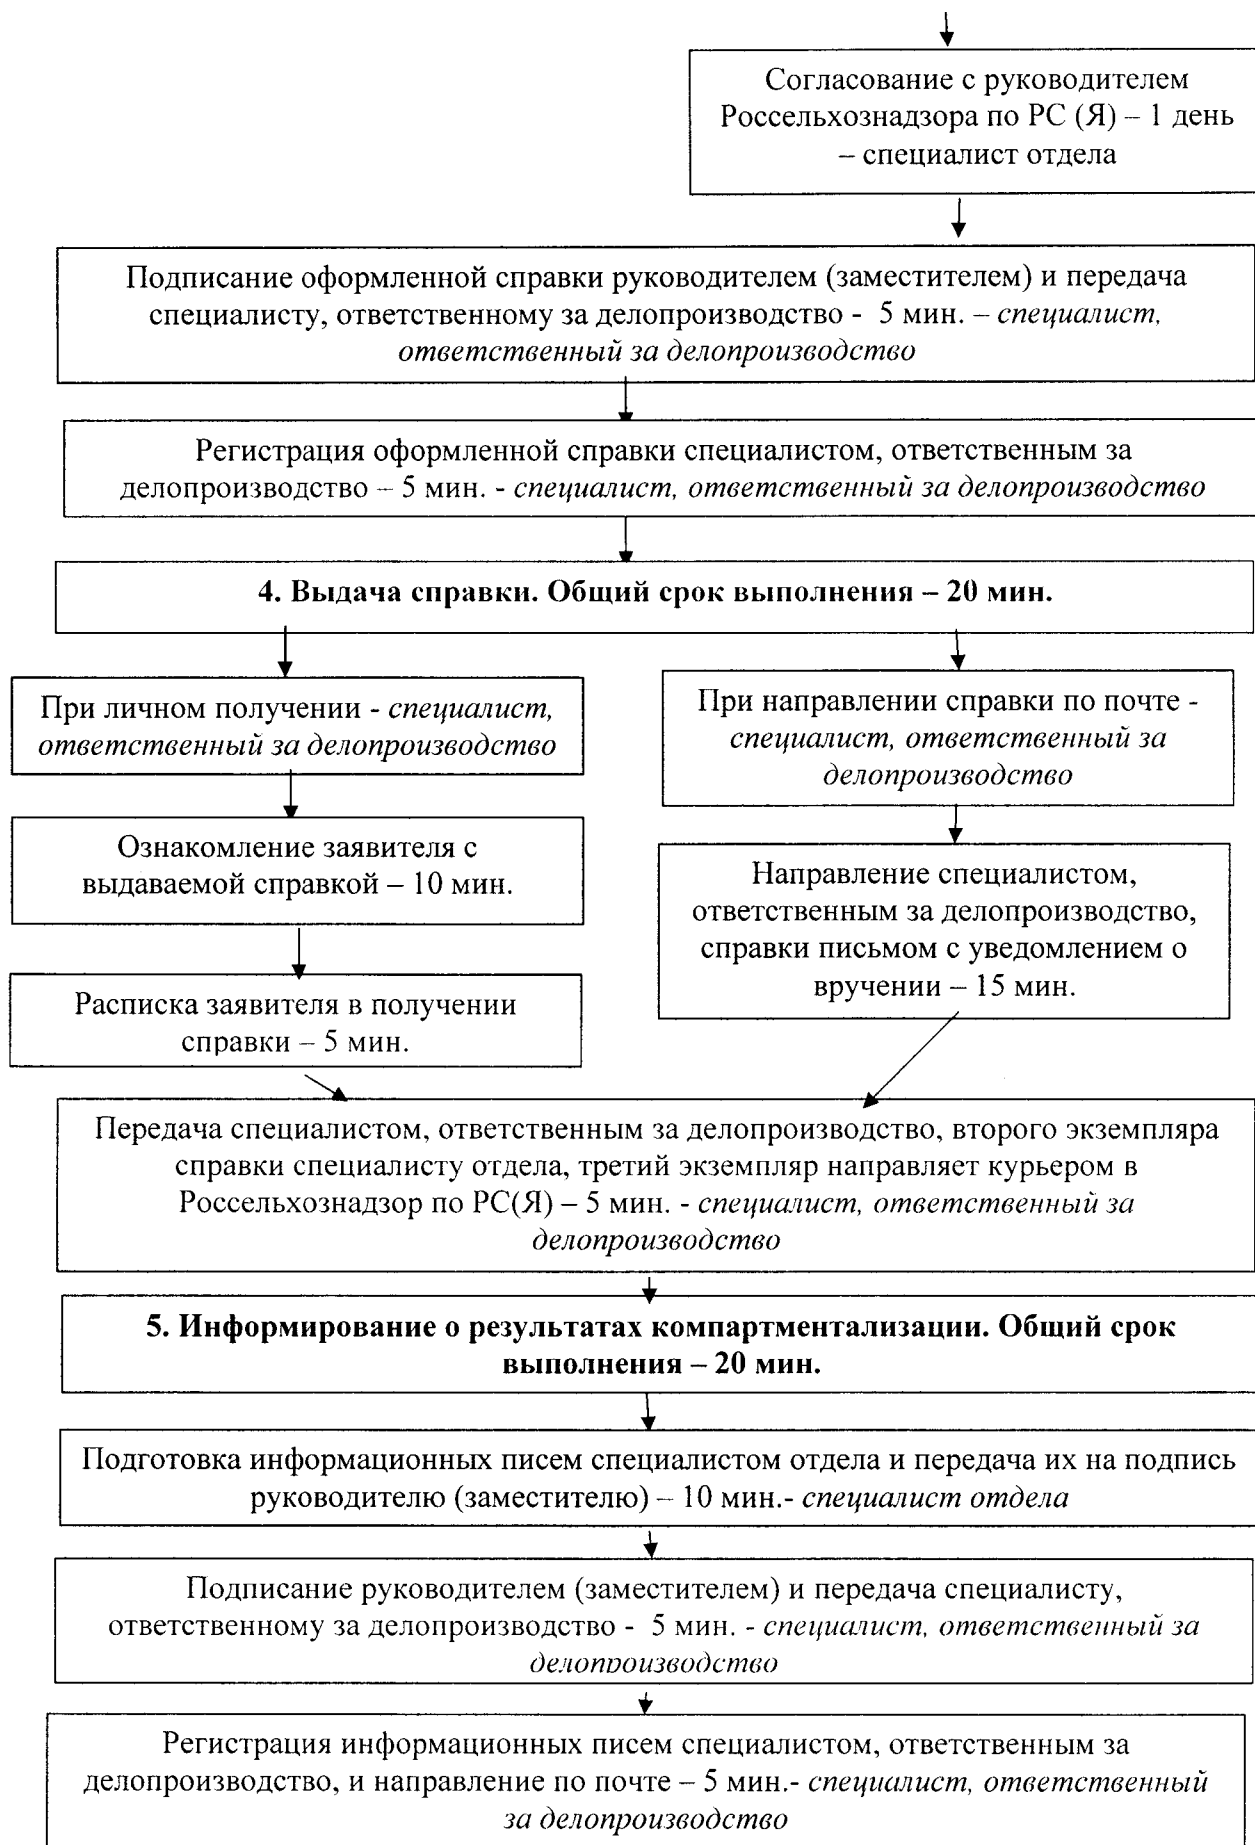 Согласование с руководителем
Россельхознадзора по РС (Я) – 1 день
– специалист отдела
Подписание оформленной справки руководителем (заместителем) и передача
специалисту, ответственному за делопроизводство - 5 мин. – специалист,
ответственный за делопроизводство
Регистрация оформленной справки специалистом, ответственным за
делопроизводство – 5 мин. - специалист, ответственный за делопроизводство
4. Выдача справки. Общий срок выполнения – 20 мин.
При личном получении - специалист,
ответственный за делопроизводство
Ознакомление заявителя с
выдаваемой справкой – 10 мин.
Расписка заявителя в получении
справки – 5 мин.
При направлении справки по почте -
специалист, ответственный за
делопроизводство
Направление специалистом,
ответственным за делопроизводство,
справки письмом с уведомлением о
вручении – 15 мин.
Передача специалистом, ответственным за делопроизводство, второго экземпляра
справки специалисту отдела, третий экземпляр направляет курьером в
Россельхознадзор по РС(Я) – 5 мин. - специалист, ответственный за
делопроизводство
5. Информирование о результатах компартментализации. Общий срок
выполнения – 20 мин.
Подготовка информационных писем специалистом отдела и передача их на подпись
руководителю (заместителю) – 10 мин.- специалист отдела
Подписание руководителем (заместителем) и передача специалисту,
ответственному за делопроизводство - 5 мин. - специалист, ответственный за
делопроизводство
Регистрация информационных писем специалистом, ответственным за
делопроизводство, и направление по почте – 5 мин.- специалист, ответственный
за делопроизводство